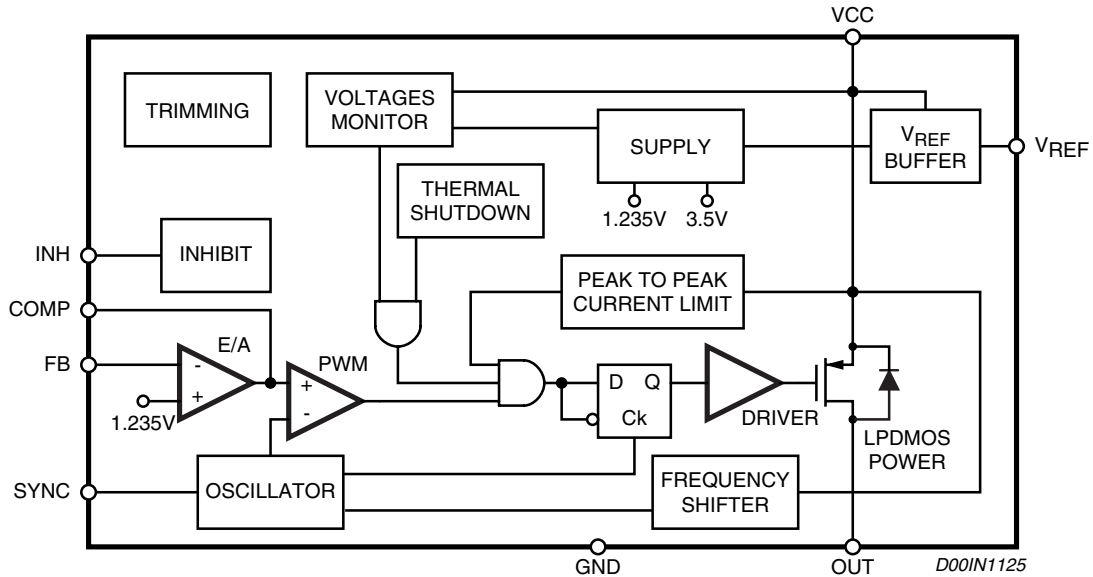 VCC
TRIMMING
VOLTAGES
MONITOR
SUPPLY
VREF
BUFFER
VREF
THERMAL
SHUTDOWN
1.235V
3.5V
INH
INHIBIT
PEAK TO PEAK
CURRENT LIMIT
COMP
E/A
FB
-
+
1.235V
PWM
+
-
D
Q
Ck
DRIVER
LPDMOS
POWER
SYNC
OSCILLATOR
FREQUENCY
SHIFTER
GND
OUT
D00IN1125